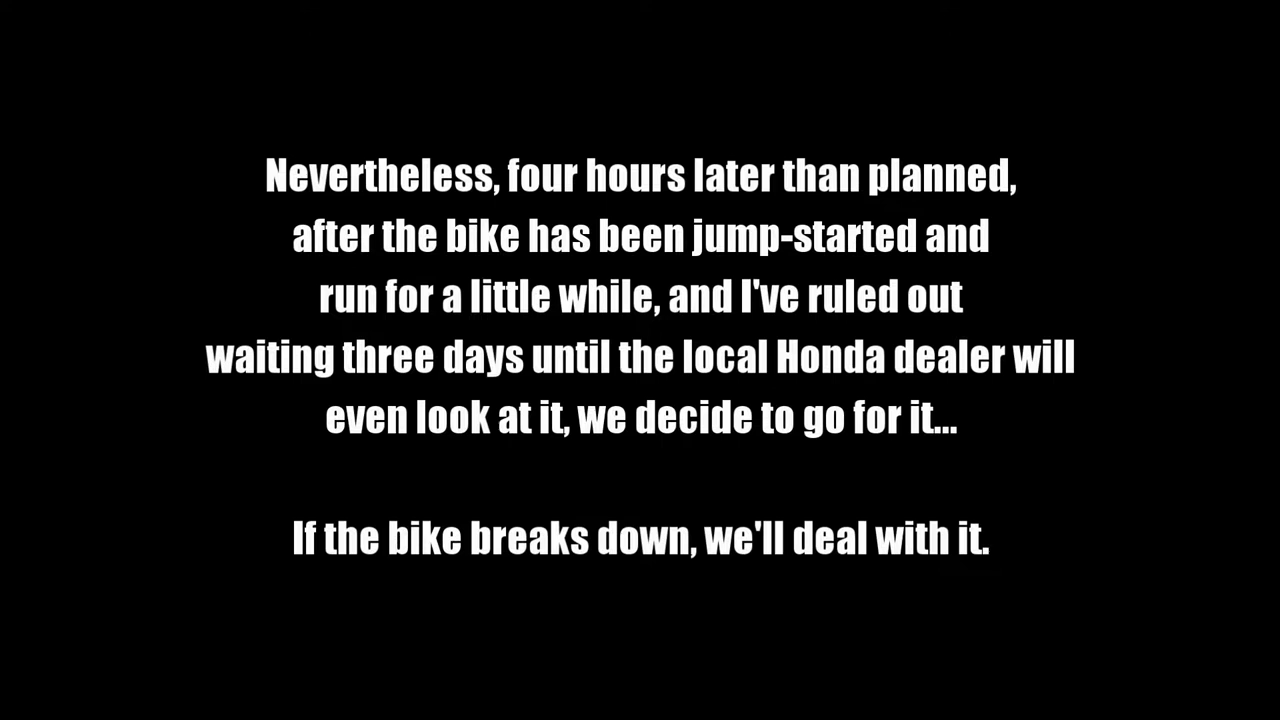 Nevertheless, four hours later than planned,
after the bike has been jump-started and
run for a little while, and I've ruled out
waiting three days until the local Honda dealer will
even look at it, we decide to go for it...
If the bike breaks down, we'll deal with it.